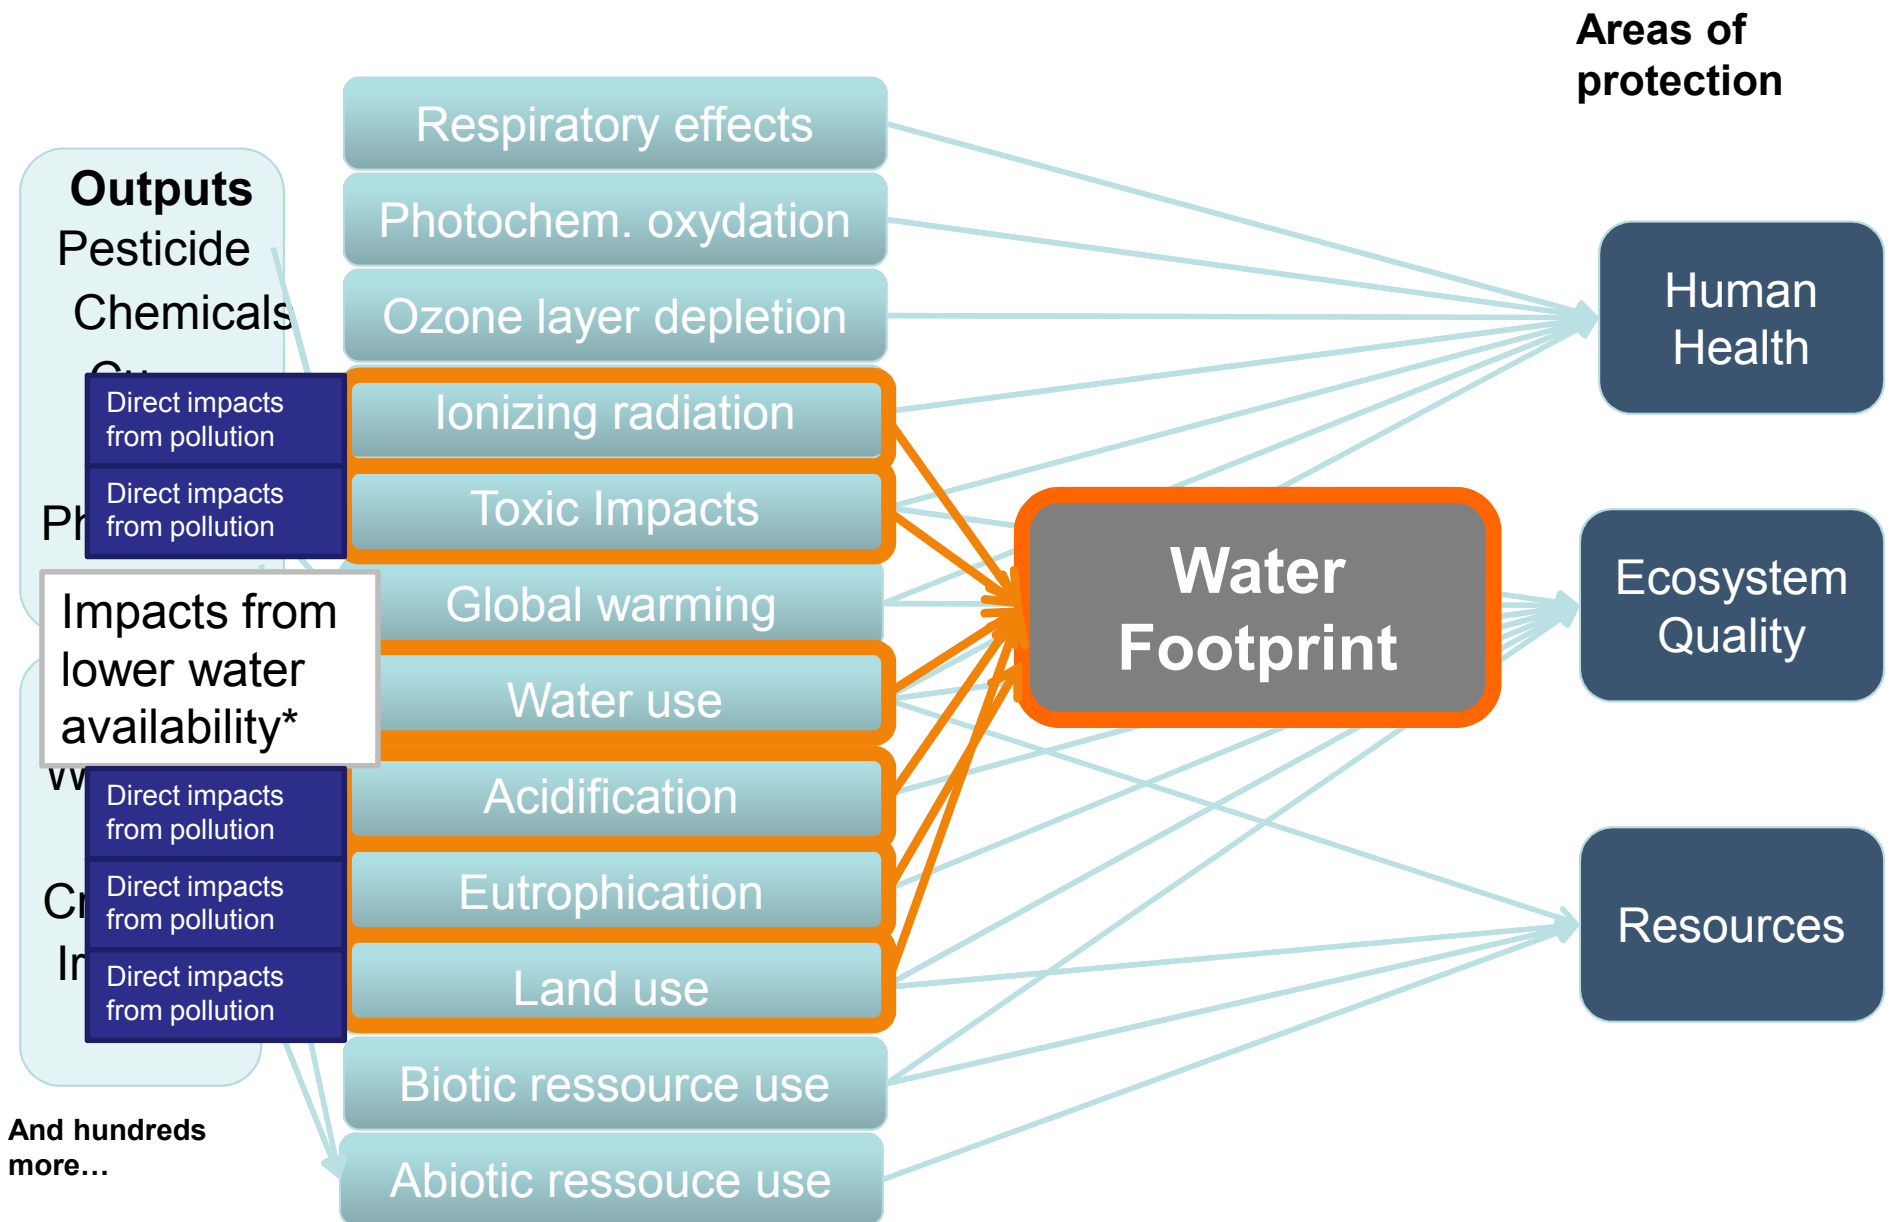 Areas of
protection
Outputs
Pesticide
Chemicals
Respiratory effects
Photochem. oxydation
Ozone layer depletion
Direct impacts
from pollution
Ionizing radiation
Direct impacts
from pollution
Toxic Impacts
Global warming
Impacts from
lower water
availability*
Water use
Direct impacts
from pollution
Acidification
Direct impacts
from pollution
Eutrophication
Direct impacts
from pollution
Land use
Biotic ressource use
Abiotic ressouce use
And hundreds
more…
Water
Footprint
Human
Health
Ecosystem
Quality
Resources